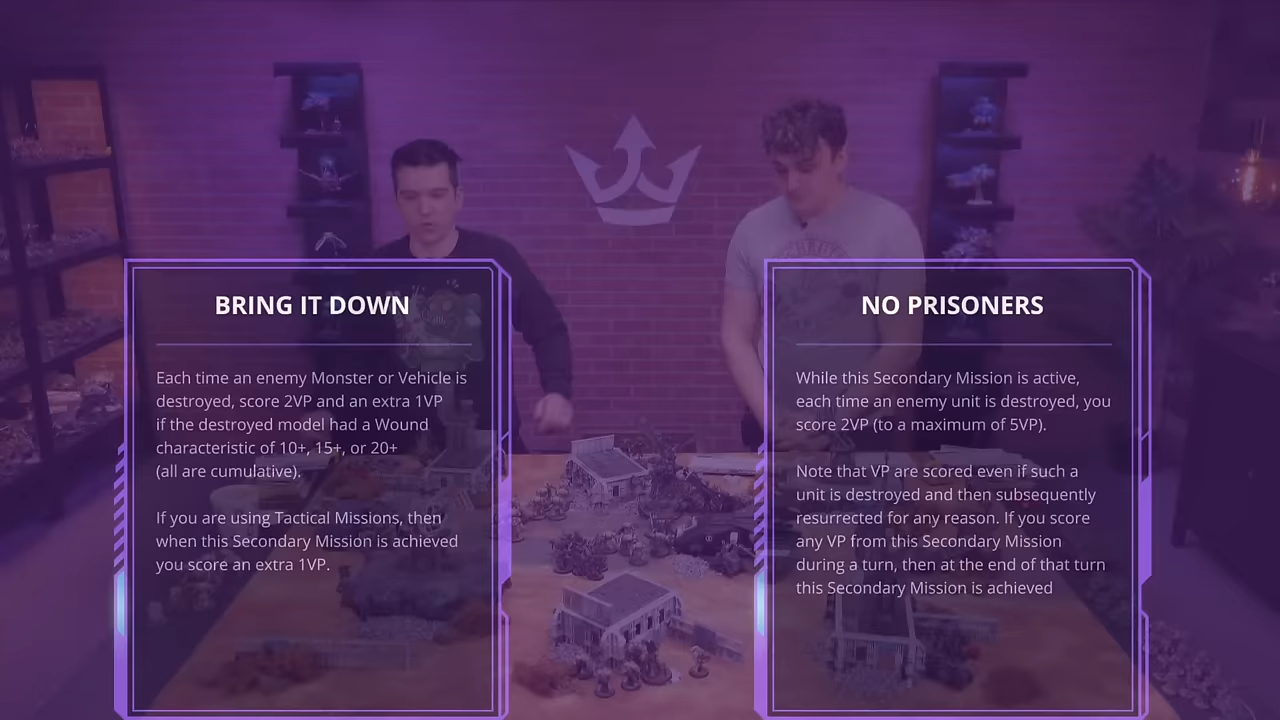 BRING IT DOWN
Each time an enemy Monster or Vehicle is
destroyed, score 2VP and an extra 1VP
if the destroyed model had a Wound
characteristic of 10+, 15+, or 20+
(all are cumulative).
If you are using Tactical Missions, then
when this Secondary Mission is achieved
you score an extra 1VP.
NO PRISONERS
While this Secondary Mission is active,
each time an enemy unit is destroyed, you
score 2VP (to a maximum of 5VP).
Note that VP are scored even if such a
unit is destroyed and then subsequently
resurrected for any reason. If you score
any VP from this Secondary Mission
during a turn, then at the end of that turn
this Secondary Mission is achieved